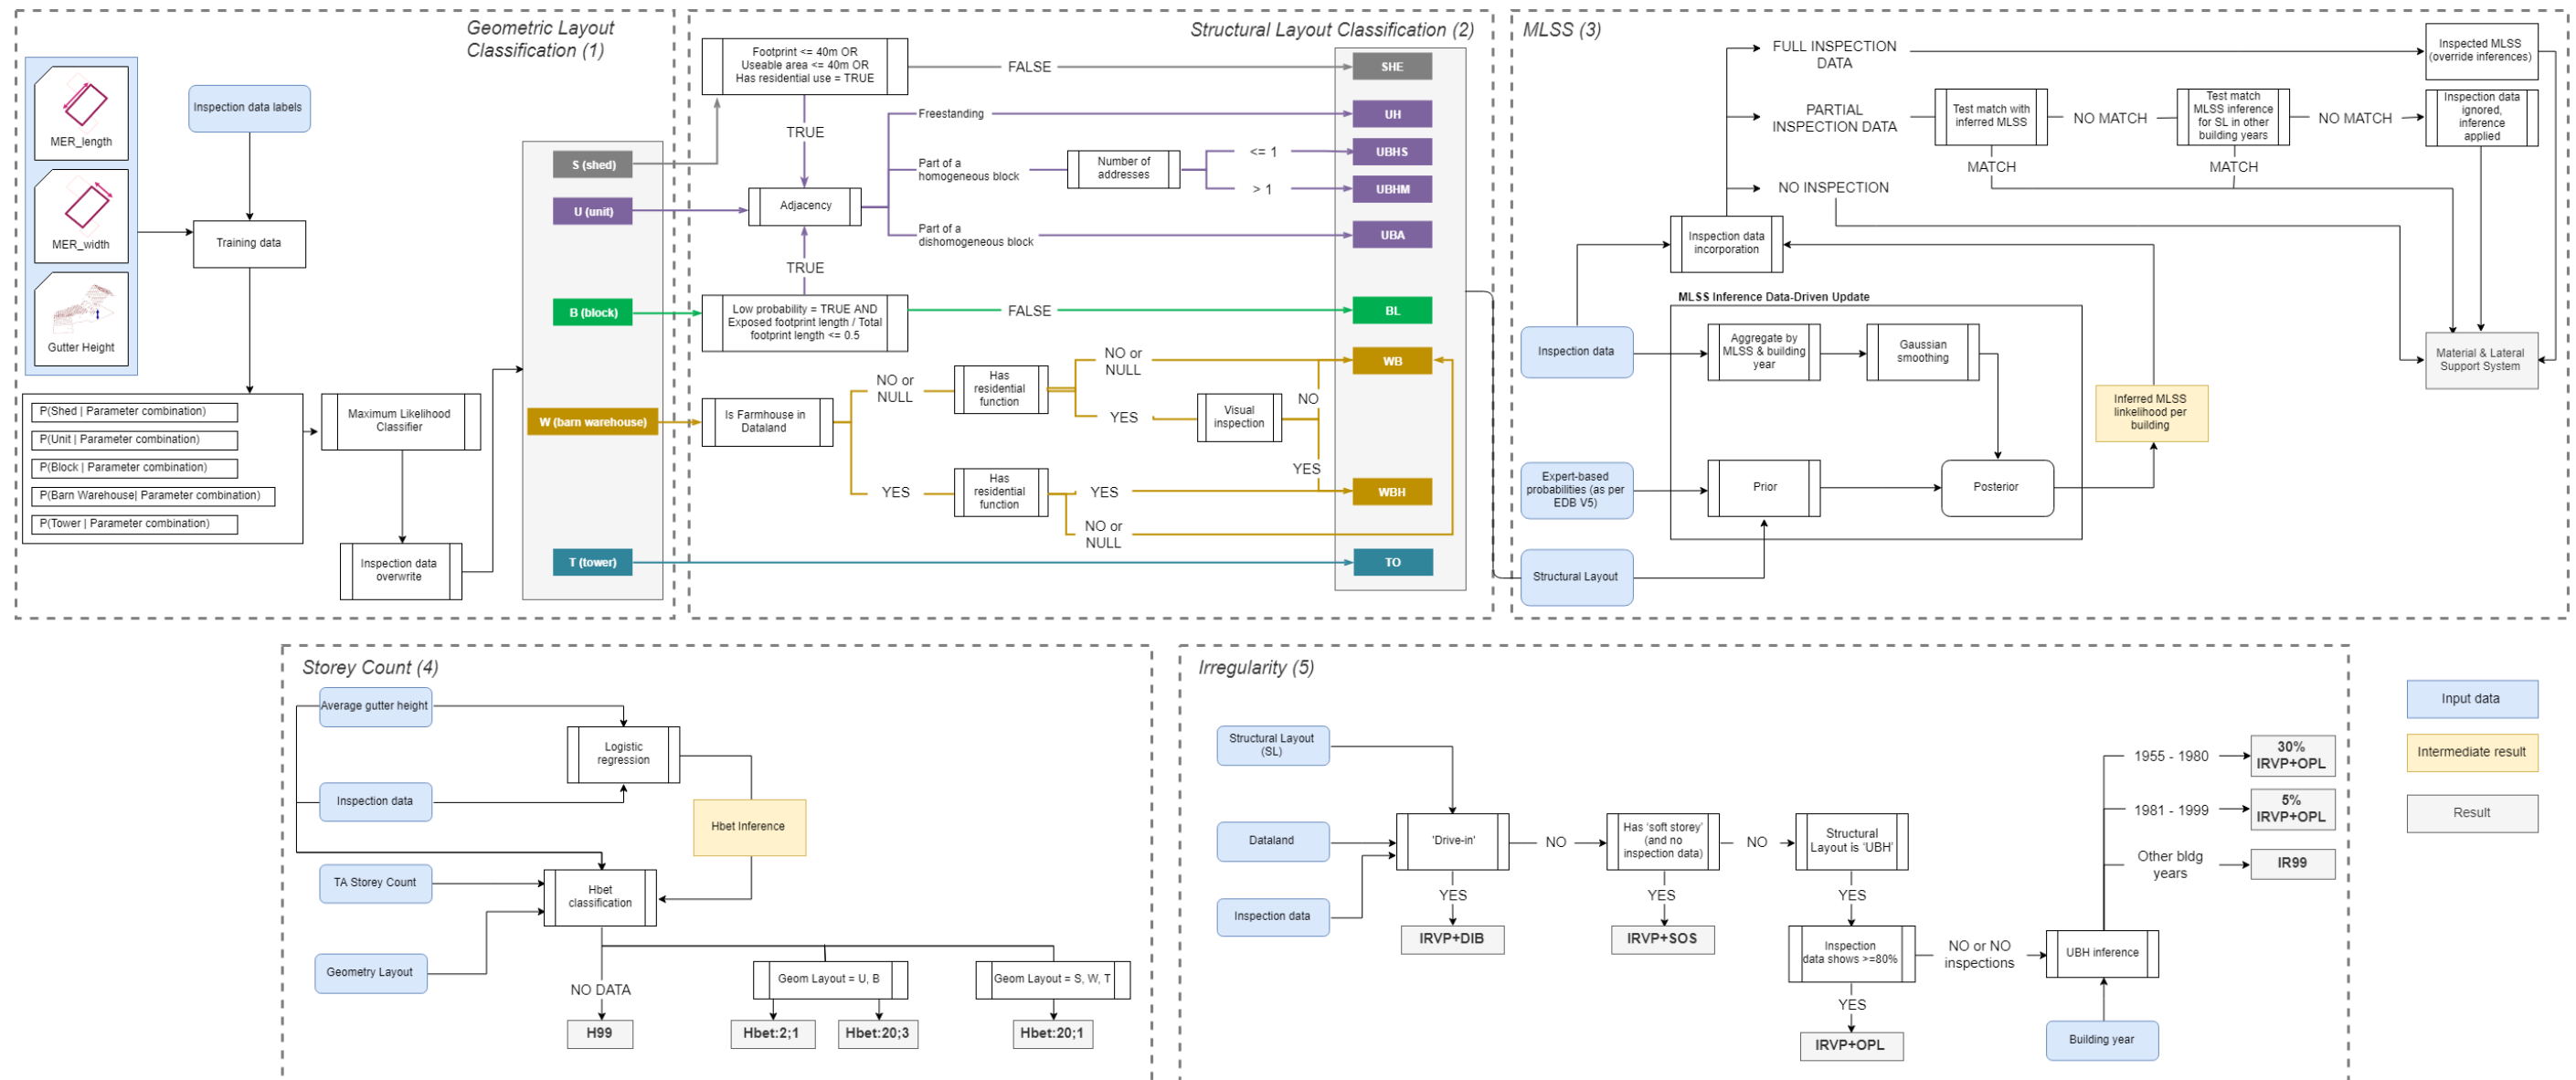 Geometric Layout
Classification (1)
MER_length
MER_width
Gutter Height
Inspection data labels
Training data
P(Shed | Parameter combination)
P(Unit | Parameter combination)
P(Block | Parameter combination)
P(Barn Warehouse| Parameter combination)
P(Tower | Parameter combination)
Maximum Likelihood
Classifier
Inspection data
overwrite
S (shed)
U (unit)
B (block)
W (barn warehouse)
T (tower)
Structural Layout Classification (2)
Footprint <= 40m OR
Useable area <= 40m OR
Has residential use = TRUE
FALSE
TRUE
Adjacency
TRUE
Freestanding
Part of a
homogeneous block
Number of
addresses
<= 1
> 1
Part of a
dishomogeneous block
Low probability = TRUE AND
Exposed footprint length / Total
footprint length <= 0.5
FALSE
Is Farmhouse in
Dataland
NO or
NULL
Has
residential
function
NO or
NULL
YES
Visual
inspection
NO
YES
YES
Has
residential
function
YES
NO or
NULL
SHE
UH
UBHS
UBHM
UBA
BL
WB
WBH
TO
MLSS (3)
FULL INSPECTION
DATA
Inspected MLSS
(override inferences)
PARTIAL
INSPECTION DATA
Test match with
inferred MLSS
NO MATCH
Test match
MLSS inference
for SL in other
building years
NO MATCH
Inspection data
ignored,
inference
applied
MATCH
MATCH
NO INSPECTION
Inspection data
incorporation
MLSS Inference Data-Driven Update
Inspection data
Aggregate by
MLSS & building
year
Gaussian
smoothing
Material & Lateral
Support System
Inferred MLSS
linkelihood per
building
Expert-based
probabilities (as per
EDB V5)
Prior
Posterior
Structural Layout
Storey Count (4)
Average gutter height
Logistic
regression
Inspection data
Hbet Inference
TA Storey Count
Hbet
classification
Geometry Layout
NO DATA
Geom Layout = U, B
Geom Layout = S, W, T
H99
Hbet:2;1
Hbet:20;3
Hbet:20;1
Irregularity (5)
Structural Layout
(SL)
Dataland
Inspection data
'Drive-in'
NO
Has 'soft storey'
(and no
inspection data)
NO
Structural
Layout is 'UBH'
YES
YES
YES
IRVP+DIB
IRVP+SOS
Inspection
data shows >=80%
NO or NO
inspections
UBH inference
YES
IRVP+OPL
Building year
1955 - 1980
30%
IRVP+OPL
1981 - 1999
5%
IRVP+OPL
Other bldg
years
IR99
Input data
Intermediate result
Result